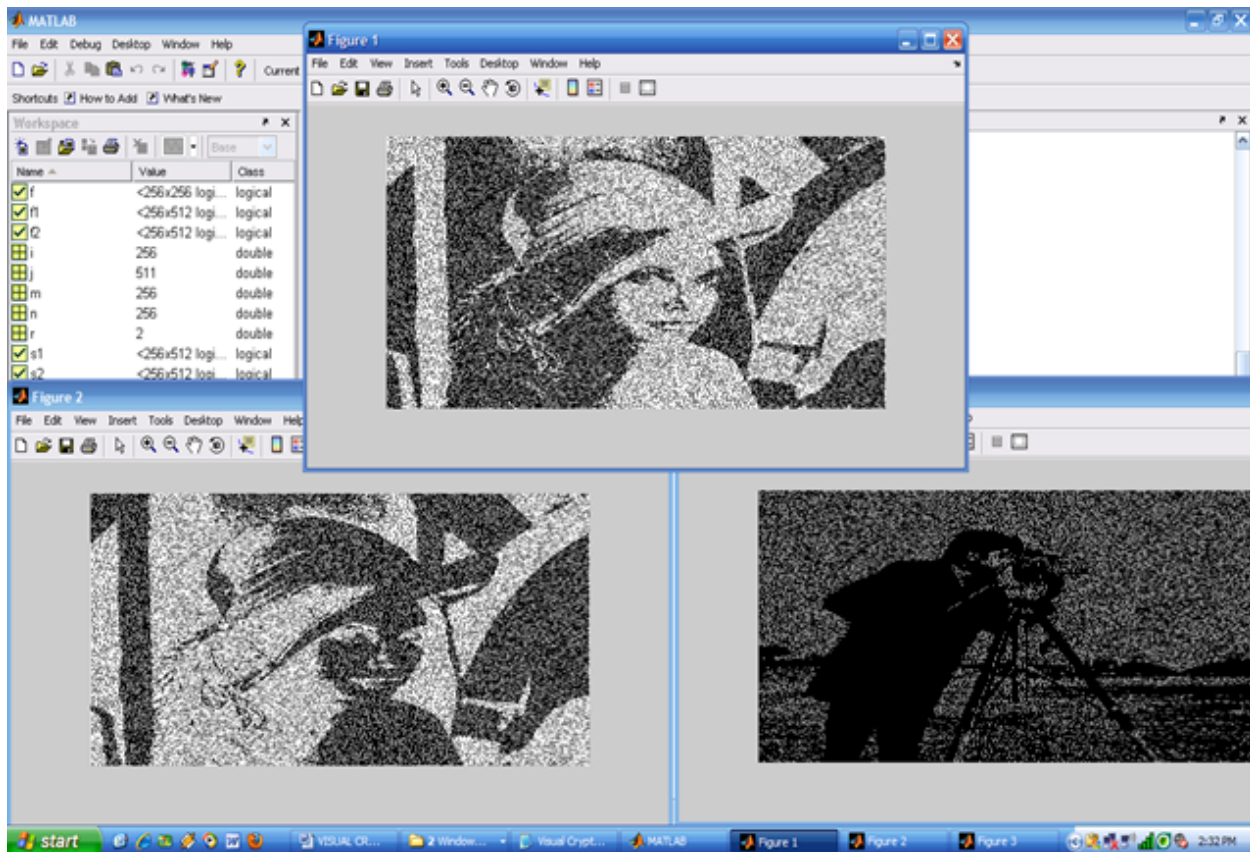 MATLAB
File Edit Debug Desktop Window Help
Current
Shortcuts How to Add What's New
Workspace
Base
Name Value Class
f <256x256 logi... logical
f1 <256x512 logi... logical
f2 <256x512 logi... logical
i 256 double
j 511 double
m 256 double
n 256 double
r 2 double
s1 <256x512 logi... logical
s2 <256x512 logi... logical
Figure 1
File Edit View Insert Tools Desktop Window Help
Figure 2
File Edit View Insert Tools Desktop Window Help
start VISUAL CR... 2 Window... Visual Crypt... MATLAB Figure 1 Figure 2 Figure 3 2:32 PM